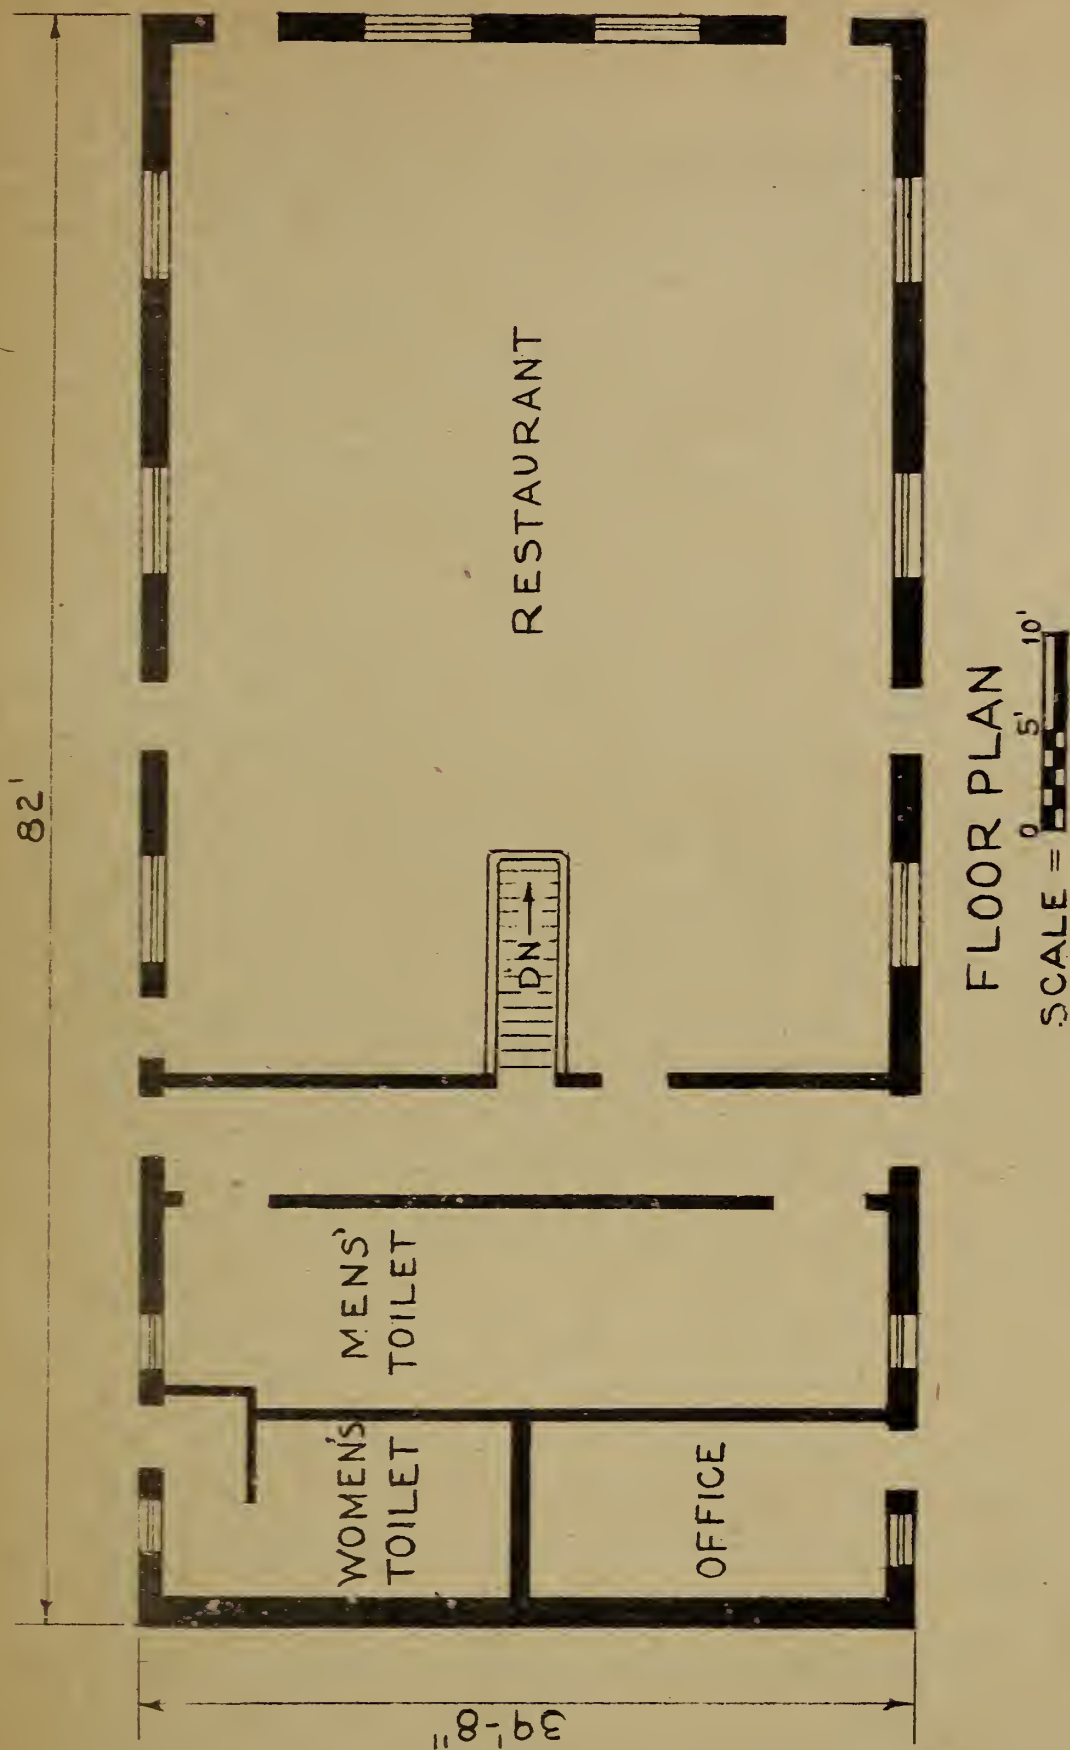 82'
RESTAURANT
DN
MENS'
TOILET
WOMEN'S
TOILET
OFFICE
39'-8"
FLOOR PLAN
0 5' 10'
SCALE =